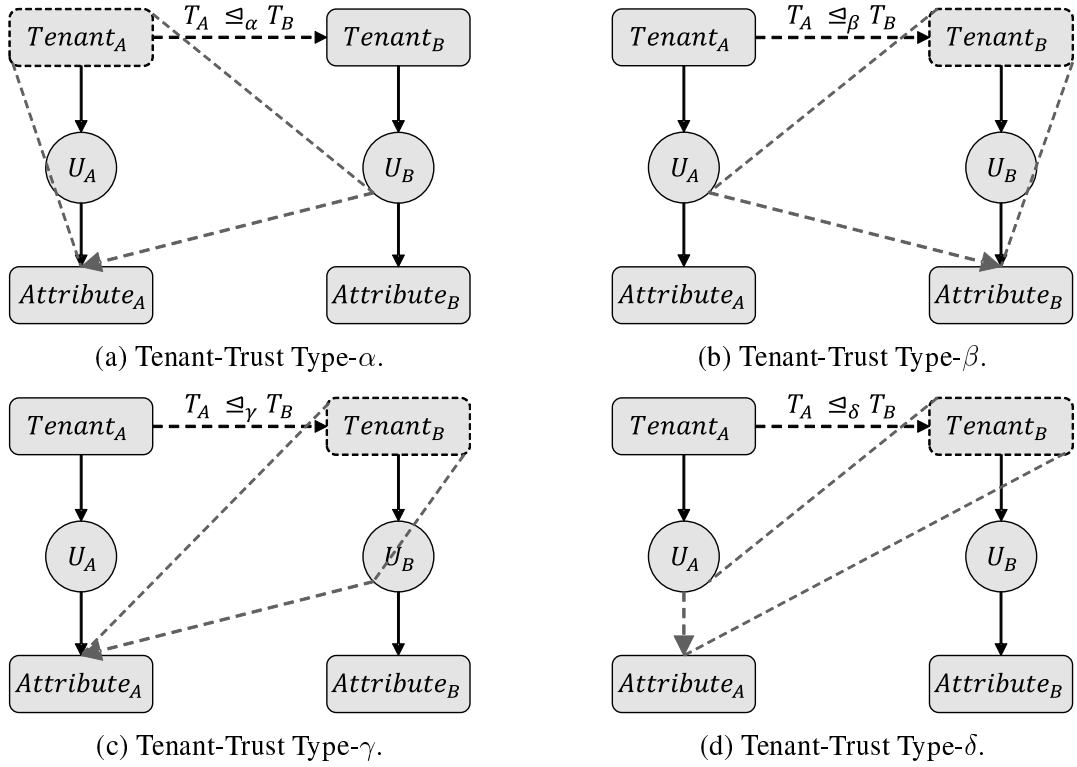 Tenant_A T_A ⊴_α T_B Tenant_B
U_A U_B
Attribute_A Attribute_B
(a) Tenant-Trust Type-α.
Tenant_A T_A ⊴_β T_B Tenant_B
U_A U_B
Attribute_A Attribute_B
(b) Tenant-Trust Type-β.
Tenant_A T_A ⊴_γ T_B Tenant_B
U_A U_B
Attribute_A Attribute_B
(c) Tenant-Trust Type-γ.
Tenant_A T_A ⊴_δ T_B Tenant_B
U_A U_B
Attribute_A Attribute_B
(d) Tenant-Trust Type-δ.